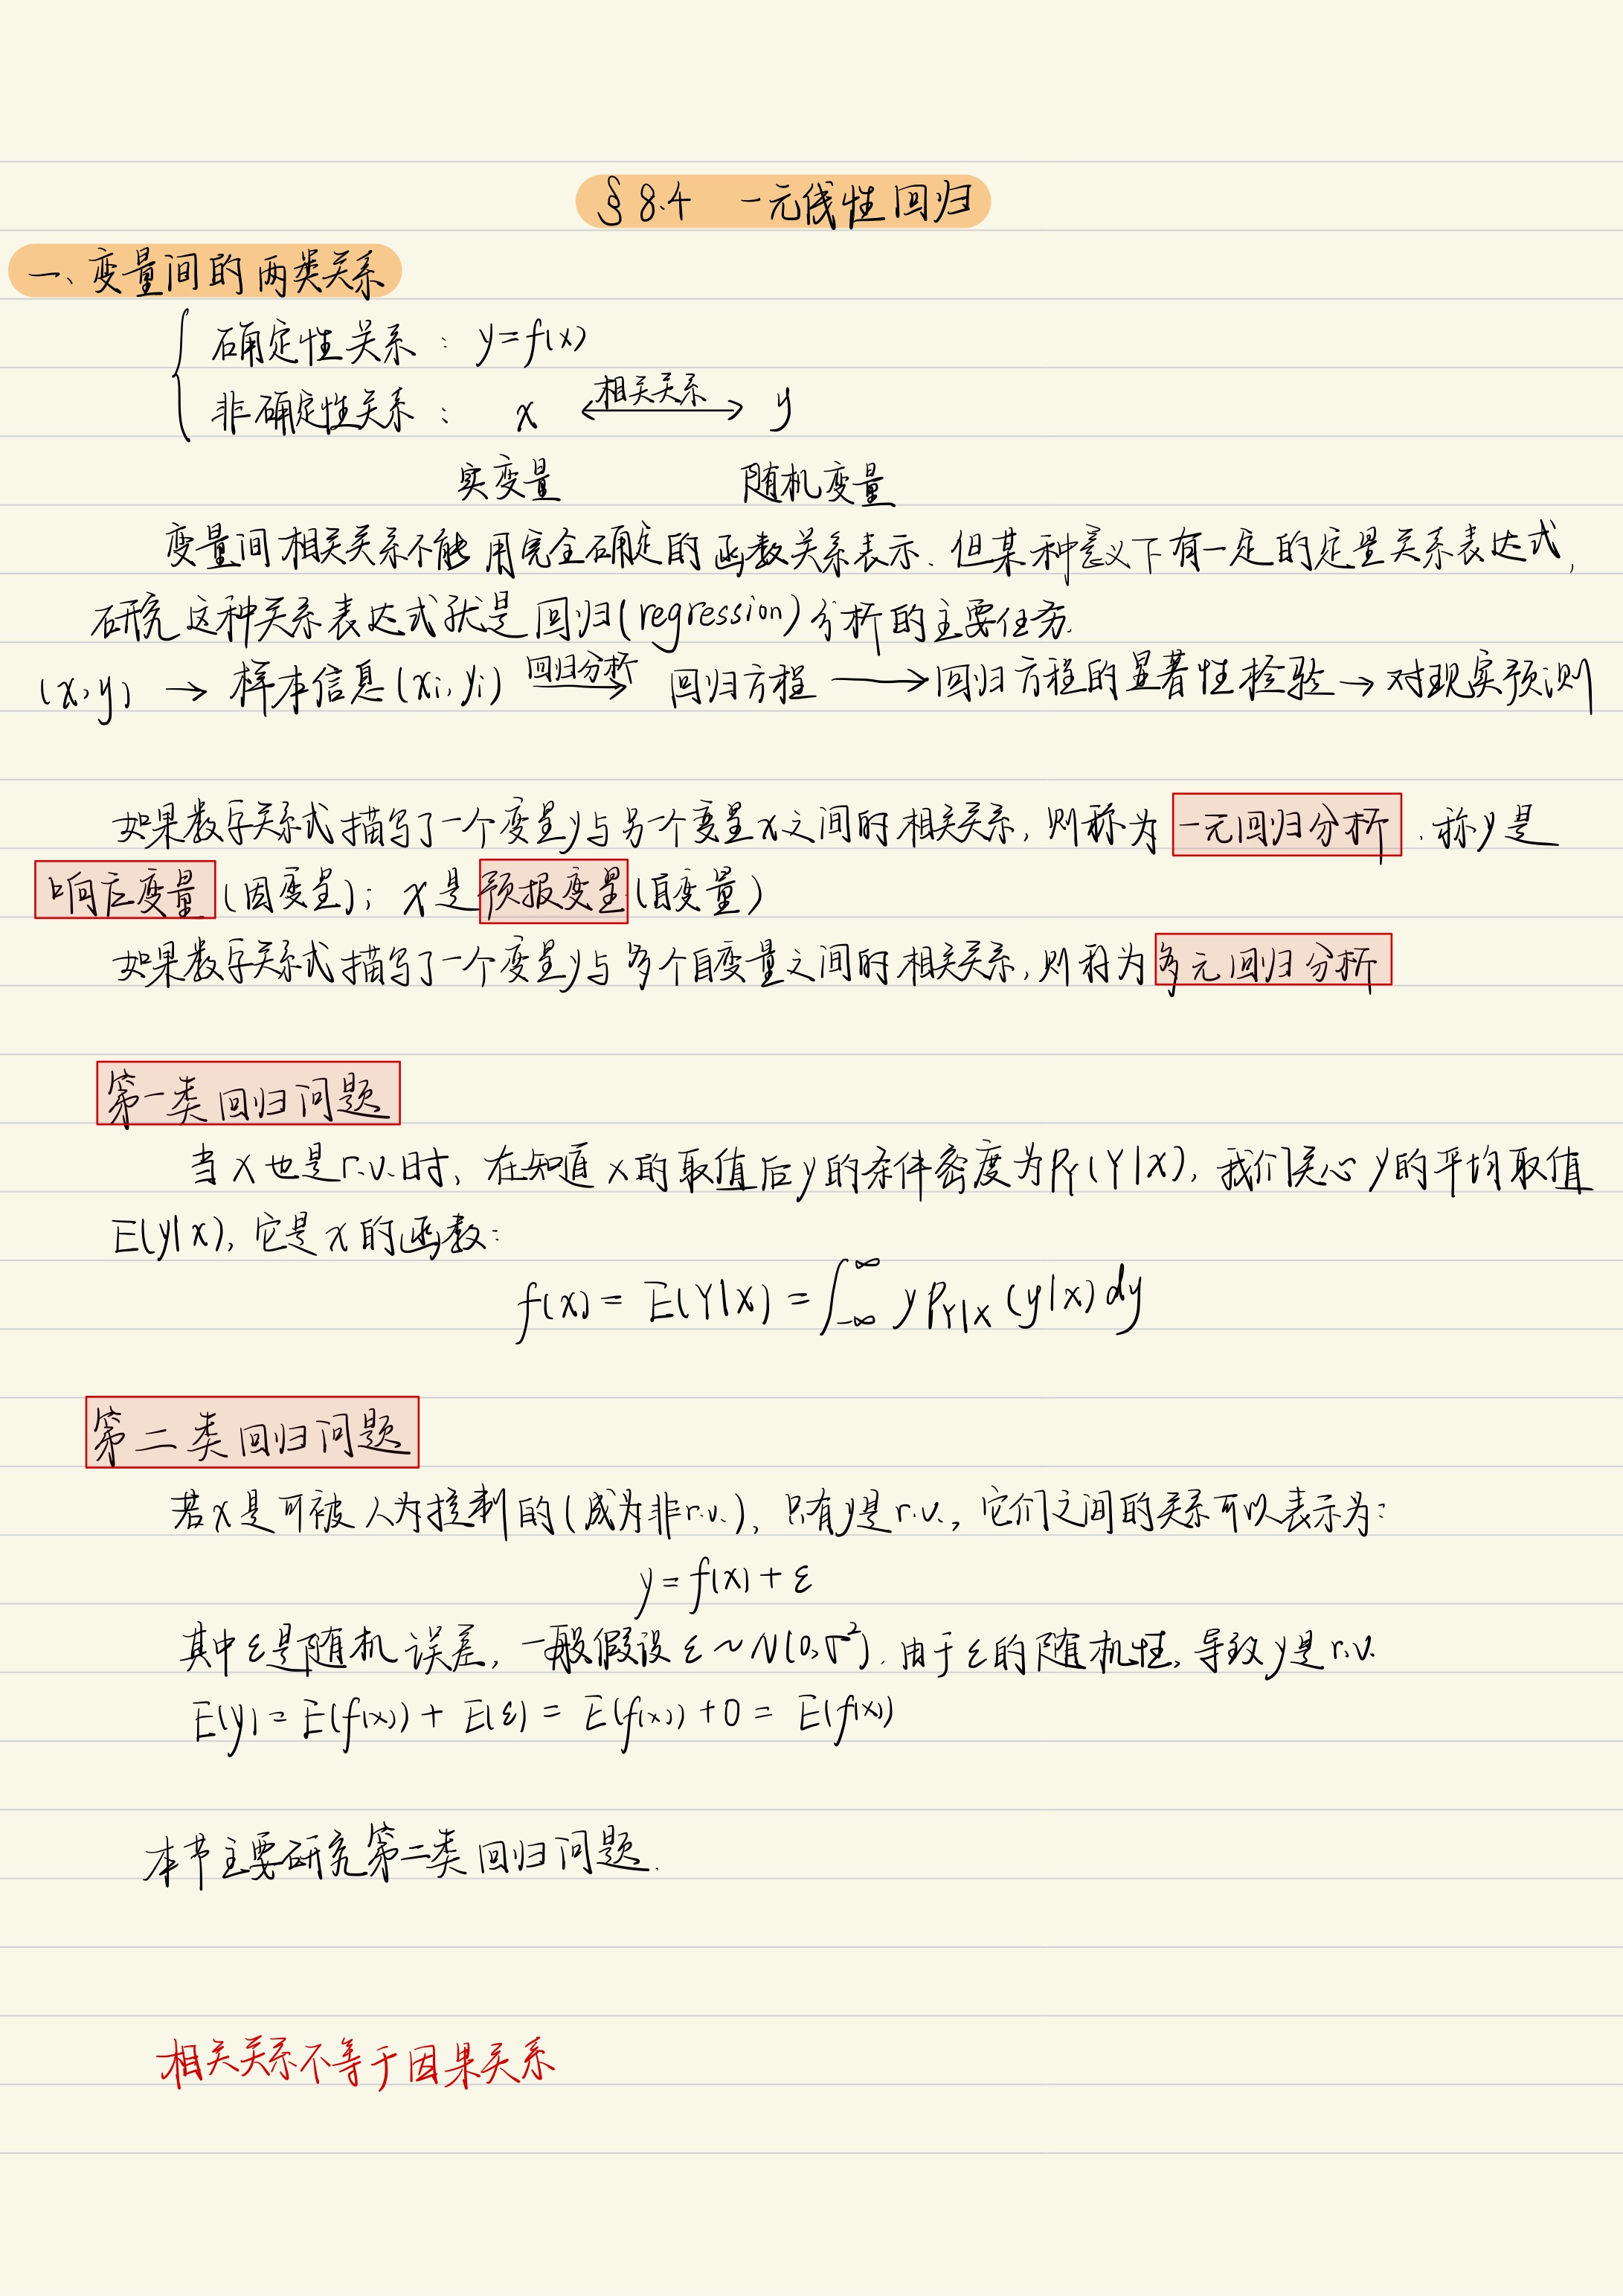 § 8.4 一元线性回归
一、变量间的两类关系
确定性关系： y=f(x)
非确定性关系： x ⟷ y 相关关系
实变量 随机变量
变量间相关关系不能用完全确定的函数关系表示．但某种意义下有一定的定量关系表达式，
研究这种关系表达式就是回归(regression)分析的主要任务.
(x,y) → 样本信息(xi, yi) 回归分析→ 回归方程 ⟶ 回归方程的显著性检验 → 对现实预测
如果数学关系式描写了一个变量y与另一个变量x之间的相关关系，则称为一元回归分析．称y是
响应变量(因变量)；x是预报变量(自变量)
如果数学关系式描写了一个变量y与多个自变量之间的相关关系，则称为多元回归分析
第一类回归问题
当x也是r.v.时，在知道x的取值后y的条件密度为P_Y(Y|X)，我们关心y的平均取值
E(y|x)，它是x的函数：
f(x) = E(Y|X) = ∫_{-∞}^{∞} y P_{Y|X}(y|x) dy
第二类回归问题
若x是可被人为控制的(成为非r.v.)，只有y是r.v.，它们之间的关系可以表示为：
y = f(x) + ε
其中ε是随机误差，一般假设ε~N(0,σ²)．由于ε的随机性，导致y是r.v.
E(y) = E(f(x)) + E(ε) = E(f(x)) + 0 = E(f(x))
本节主要研究第二类回归问题.
相关关系不等于因果关系